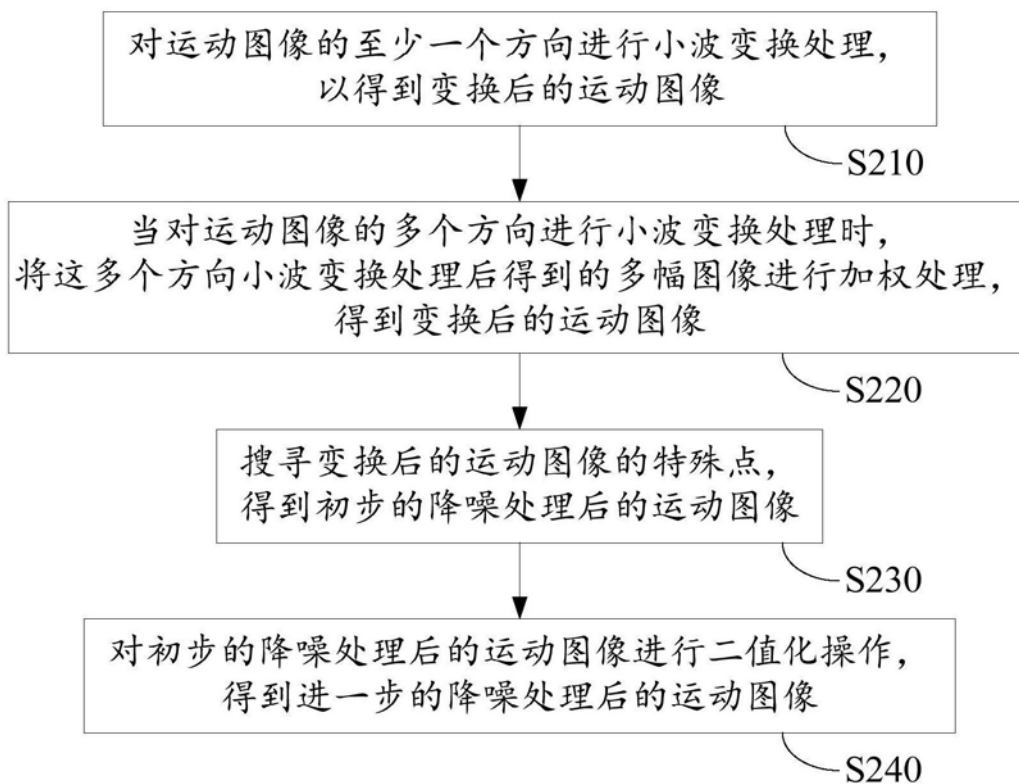 对运动图像的至少一个方向进行小波变换处理，
以得到变换后的运动图像
S210
当对运动图像的多个方向进行小波变换处理时，
将这多个方向小波变换处理后得到的多幅图像进行加权处理，
得到变换后的运动图像
S220
搜寻变换后的运动图像的特殊点，
得到初步的降噪处理后的运动图像
S230
对初步的降噪处理后的运动图像进行二值化操作，
得到进一步的降噪处理后的运动图像
S240